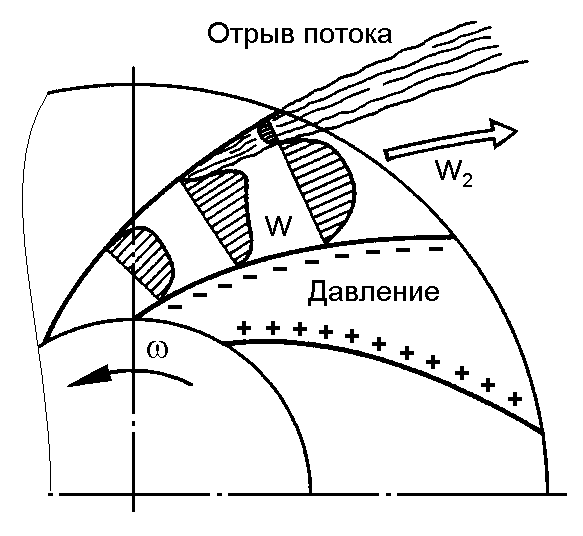 Отрыв потока
W₂
W
− − − − − − − − −
Давление
+ + + + + + + + + + +
ω